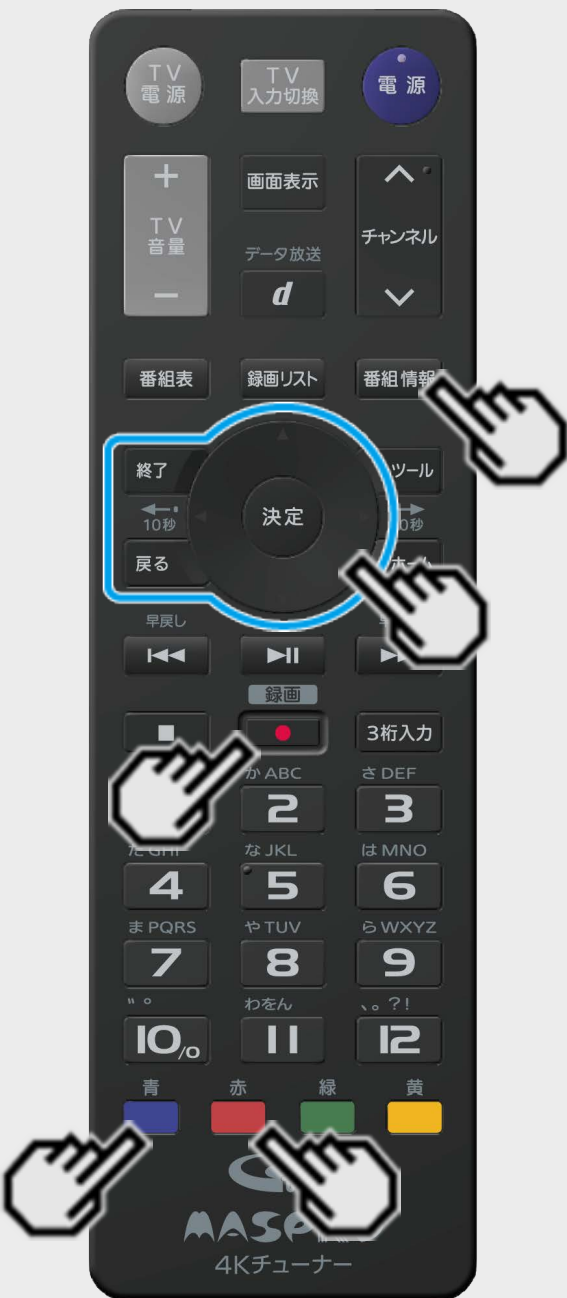 TV
電源
TV
入力切換
電源
+
TV
音量
−
画面表示
チャンネル
データ放送
d
番組表
録画リスト
番組情報
終了
ツール
10秒
決定
戻る
早戻し
録画
3桁入力
か ABC
さ DEF
2
3
な JKL
は MNO
4
5
6
ま PQRS
や TUV
ら WXYZ
7
8
9
゛゜
わをん
、。?!
10/0
11
12
青
赤
緑
黄
4Kチューナー